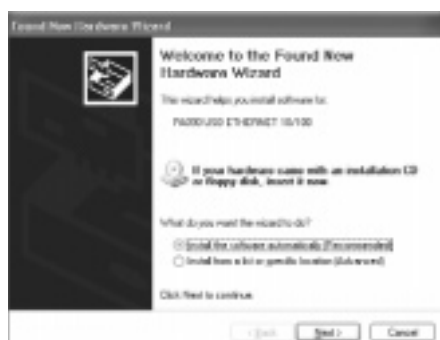 Found New Hardware Wizard
Welcome to the Found New
Hardware Wizard
This wizard helps you install software for:
USB ETHERNET 10/100
If your hardware came with an installation CD
or floppy disk, insert it now.
What do you want the wizard to do?
Install the software automatically (Recommended)
Install from a list or specific location (Advanced)
Click Next to continue.
< Back
Next >
Cancel